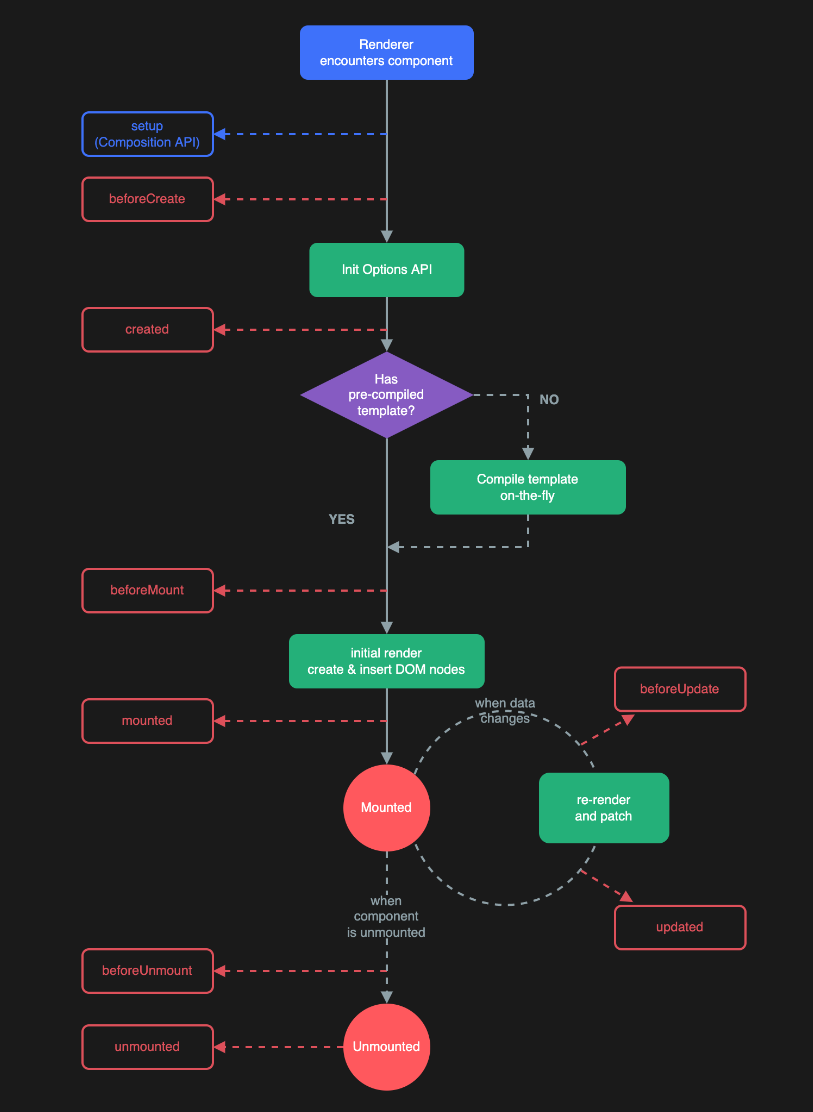 Renderer
encounters component
setup
(Composition API)
beforeCreate
Init Options API
created
Has
pre-compiled
template?
NO
Compile template
on-the-fly
YES
beforeMount
initial render
create & insert DOM nodes
beforeUpdate
when data
changes
mounted
re-render
and patch
Mounted
when
component
is unmounted
updated
beforeUnmount
unmounted
Unmounted